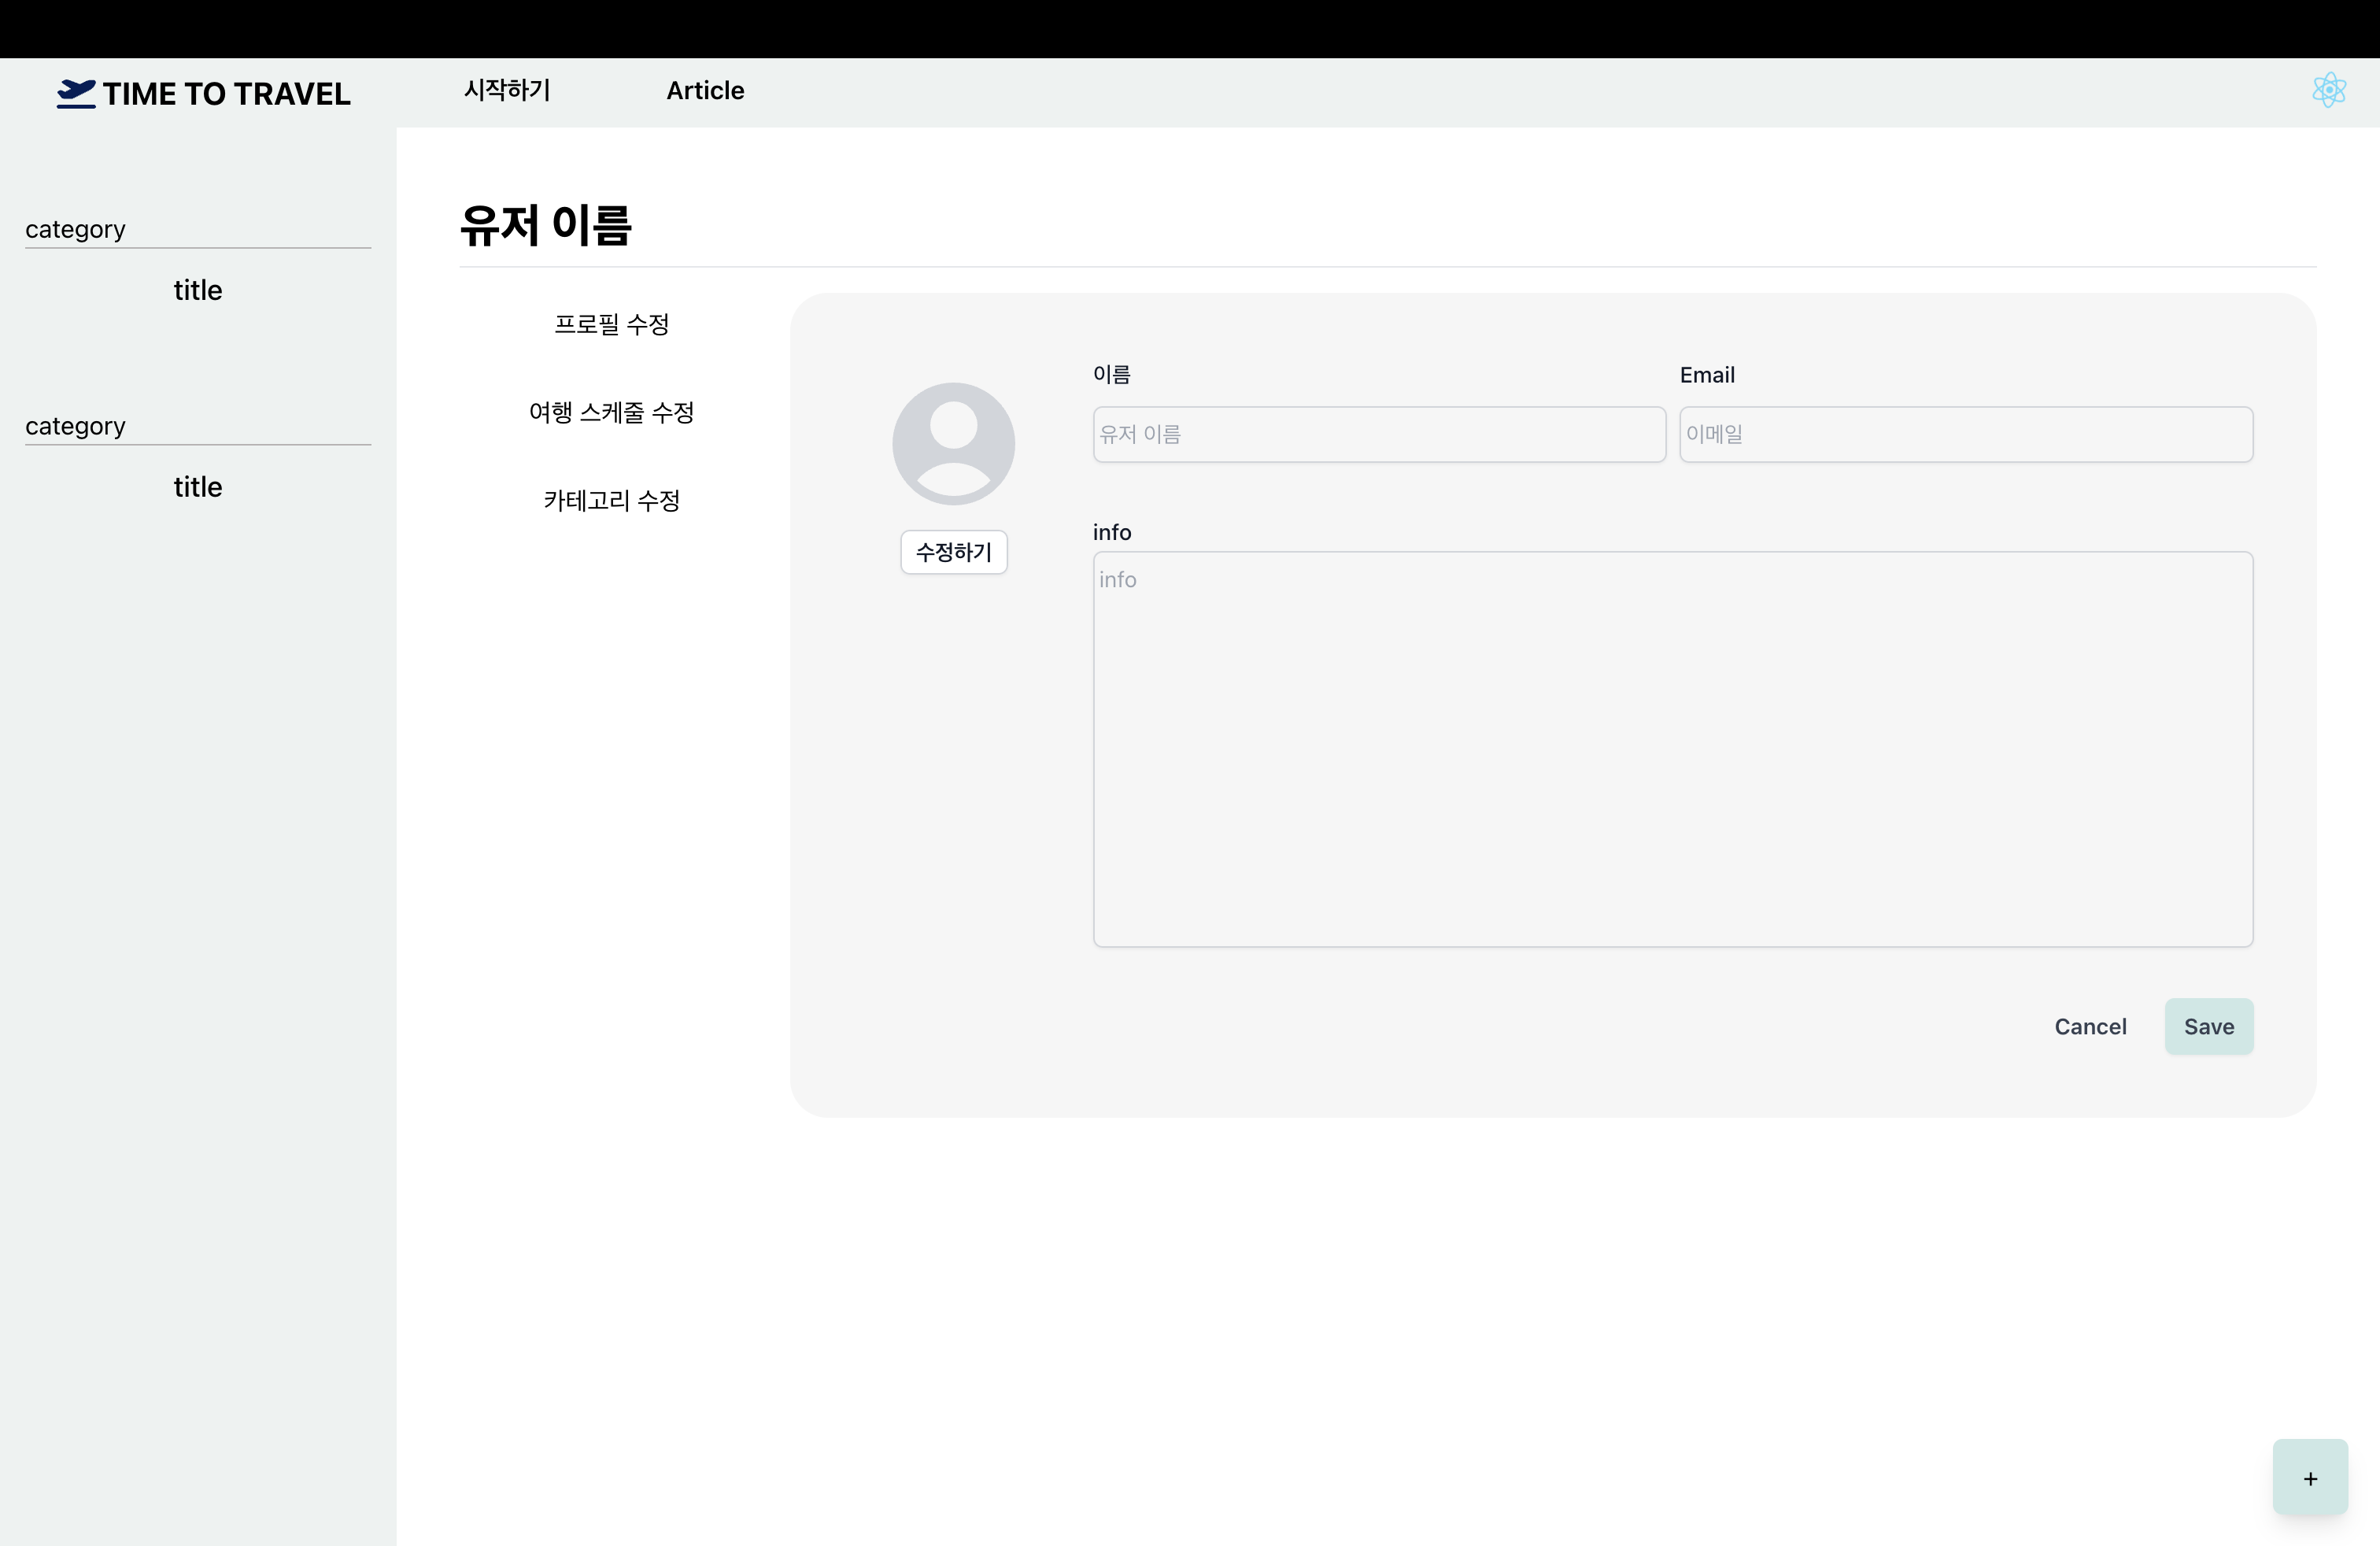 TIME TO TRAVEL
시작하기
Article
category
title
category
title
유저 이름
프로필 수정
여행 스케줄 수정
카테고리 수정
수정하기
이름
유저 이름
Email
이메일
info
info
Cancel
Save
+